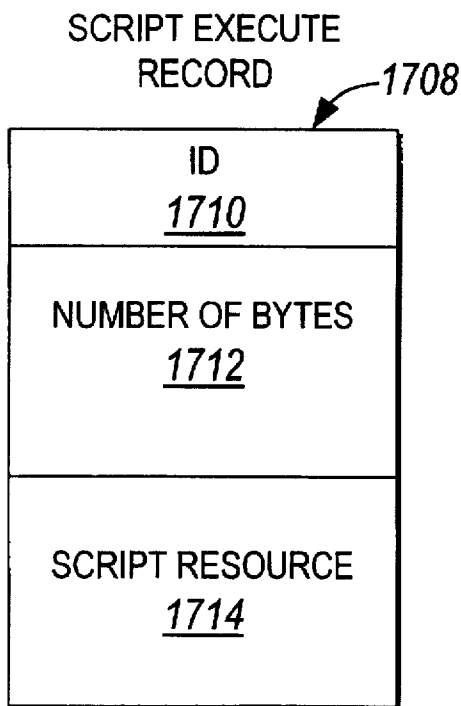 SCRIPT EXECUTE
RECORD
1708
ID
1710
NUMBER OF BYTES
1712
SCRIPT RESOURCE
1714